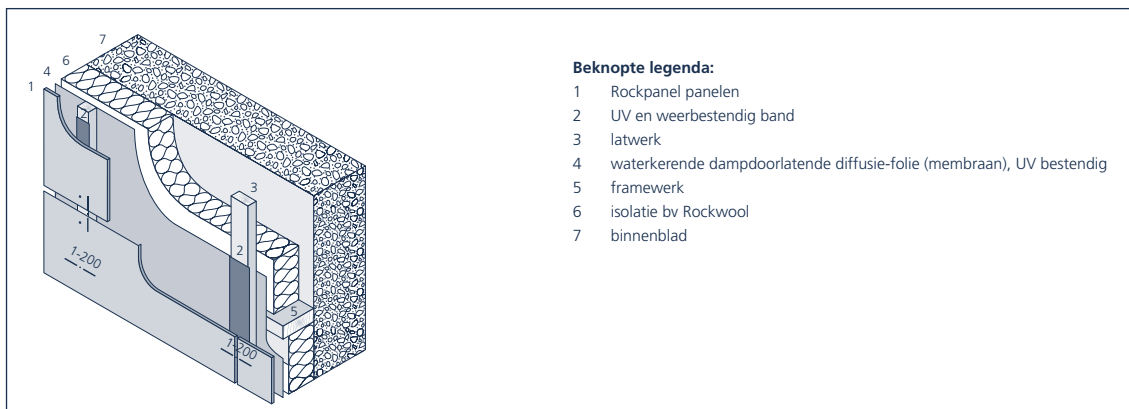 7
6
4
1
3
2
5
1-200
1-200
Beknopte legenda:
1 Rockpanel panelen
2 UV en weerbestendig band
3 latwerk
4 waterkerende dampdoorlatende diffusie-folie (membraan), UV bestendig
5 framewerk
6 isolatie bv Rockwool
7 binnenblad